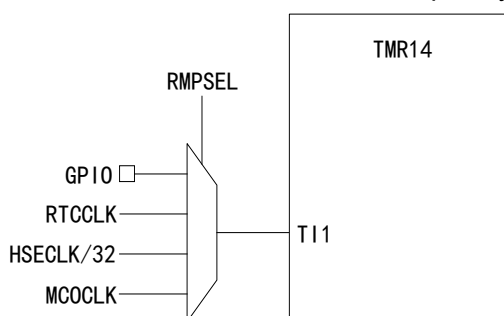 TMR14
RMPSEL
GPIO
RTCCLK
TI1
HSECLK/32
MCOCLK